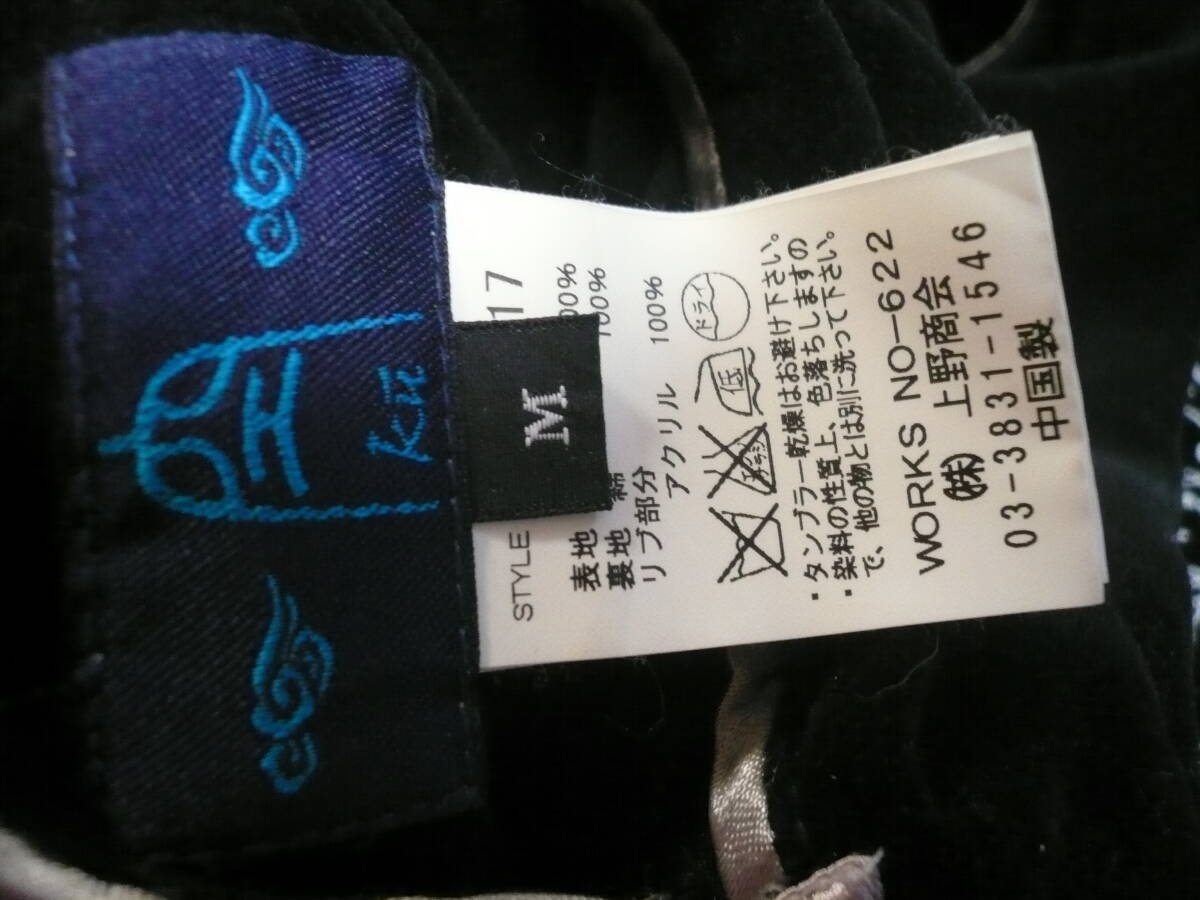 M
STYLE 17
表地 00%
裏地 綿 100%
リブ部分
アクリル 100%
低
ドライ
・タンブラー乾燥はお避け下さい。
・染料の性質上、色落ちしますの
で、他の物とは別に洗って下さい。
WORKS NO-622
㈱ 上野商会
03-3831-1546
中国製